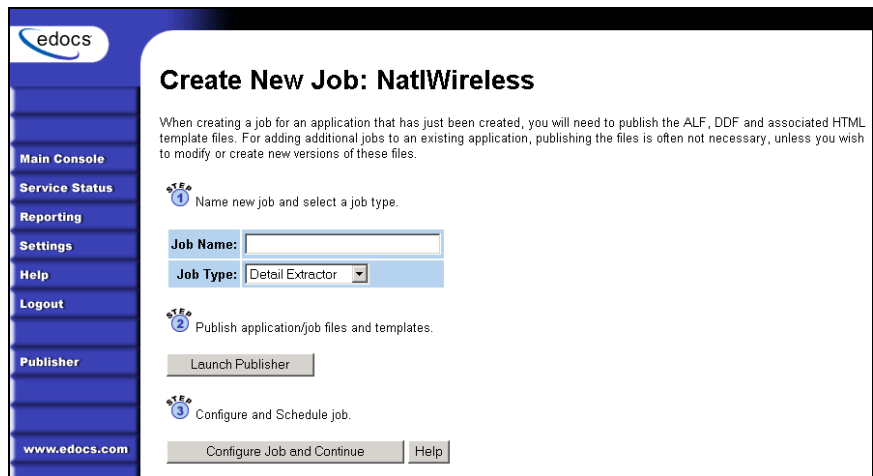 edocs
Create New Job: NatlWireless
When creating a job for an application that has just been created, you will need to publish the ALF, DDF and associated HTML
template files. For adding additional jobs to an existing application, publishing the files is often not necessary, unless you wish
to modify or create new versions of these files.
Main Console
Service Status
Reporting
Settings
Help
Logout
Publisher
www.edocs.com
STEP 1 Name new job and select a job type.
Job Name:
Job Type: Detail Extractor
STEP 2 Publish application/job files and templates.
Launch Publisher
STEP 3 Configure and Schedule job.
Configure Job and Continue Help